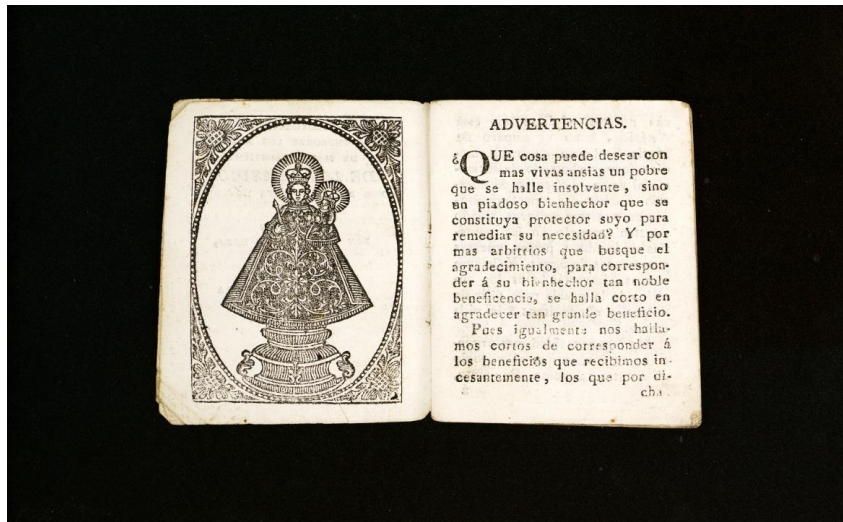 ADVERTENCIAS.
¿QUE cosa puede desear con
mas vivas ansias un pobre
que se halle insolvente, sino
un piadoso bienhechor que se
constituya protector suyo para
remediar su necesidad? Y por
mas arbitrios que busque el
agradecimiento, para correspon-
der á su bienhechor tan noble
beneficencia, se halla corto en
agradecer tan grande beneficio.
Pues igualmente nos halla-
mos cortos de corresponder á
los beneficios que recibimos in-
cesantemente, los que por di-
cha